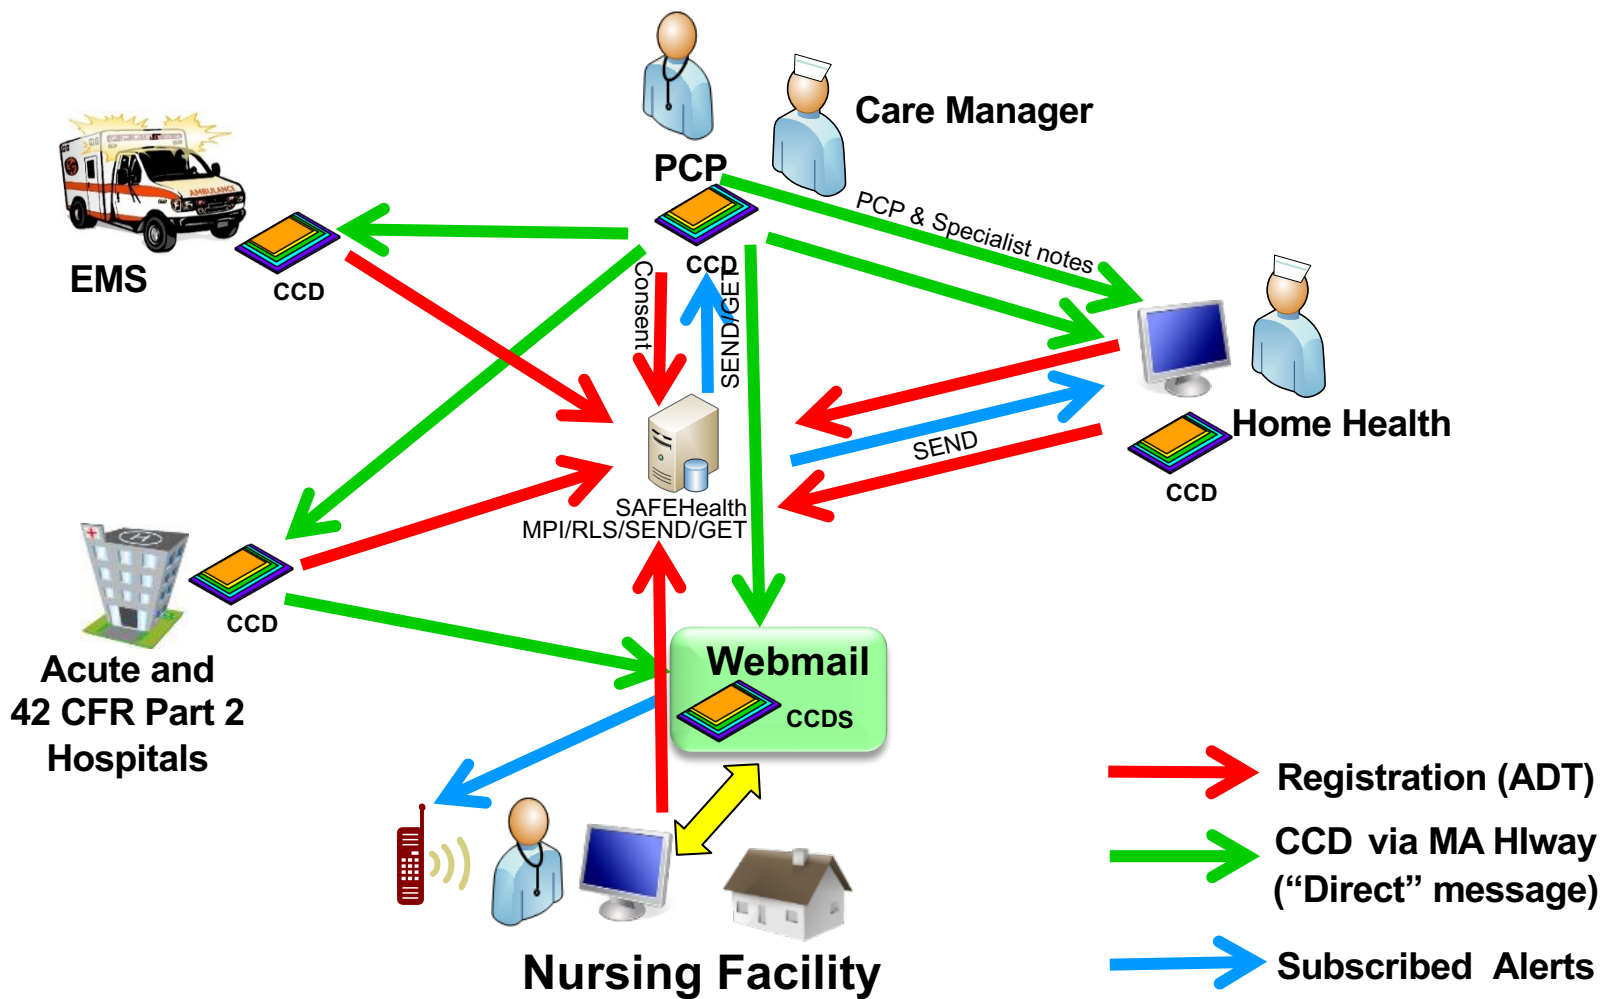 Care Manager
PCP
PCP & Specialist notes
AMBULANCE
EMS
CCD
CCD
Consent
SEND/GET
Home Health
SEND
CCD
SAFEHealth
MPI/RLS/SEND/GET
H
CCD
Acute and
42 CFR Part 2
Hospitals
Webmail
CCDS
Registration (ADT)
CCD via MA HIway
(“Direct” message)
Subscribed Alerts
Nursing Facility